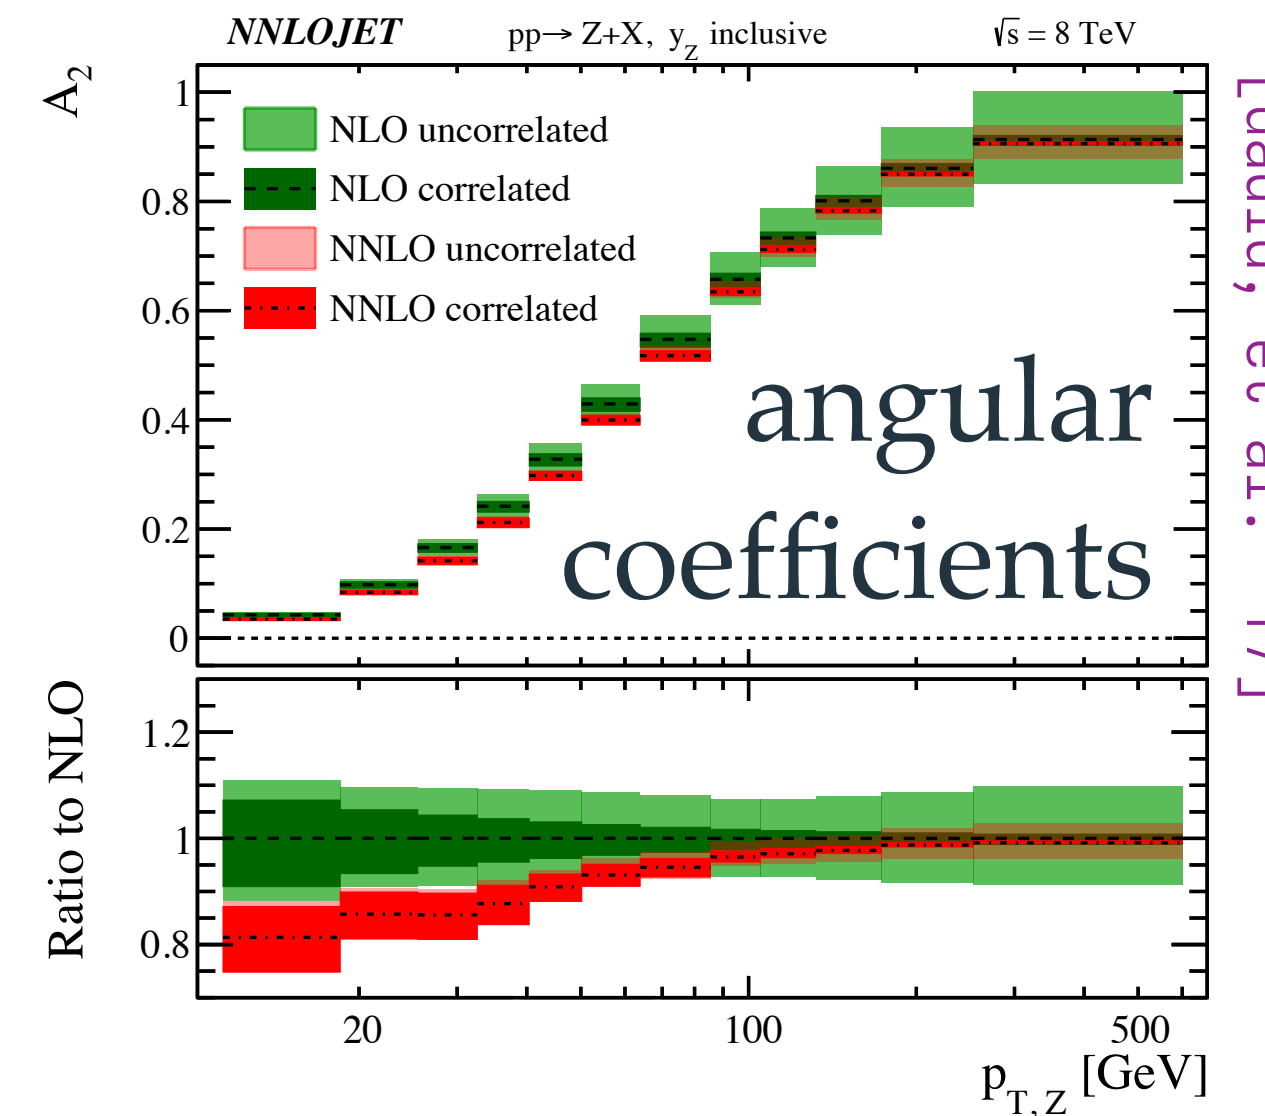 NNLOJET pp→ Z+X, y_Z inclusive √s = 8 TeV
A_2
1
0.8
0.6
0.4
0.2
0
NLO uncorrelated
NLO correlated
NNLO uncorrelated
NNLO correlated
angular
coefficients
Ratio to NLO
1.2
1
0.8
20 100 500
p_T, Z [GeV]